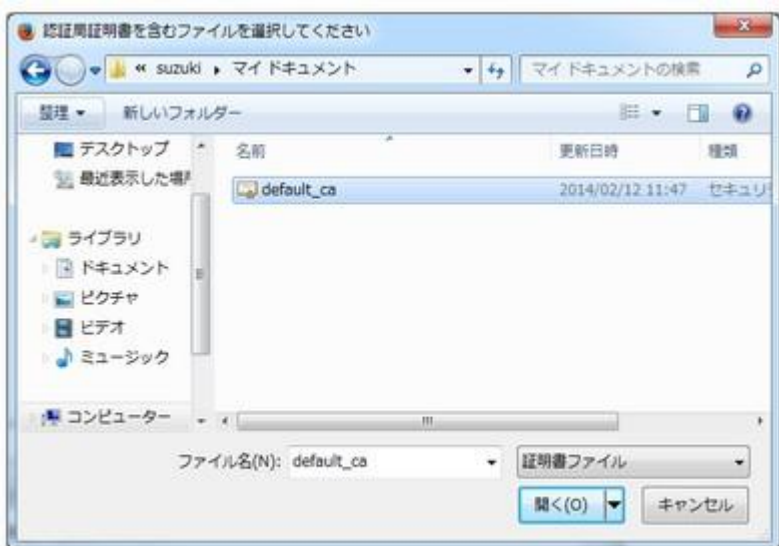 認証局証明書を含むファイルを選択してください
« suzuki ▸ マイ ドキュメント マイ ドキュメントの検索
整理 ▼ 新しいフォルダー
デスクトップ
最近表示した場所
ライブラリ
ドキュメント
ピクチャ
ビデオ
ミュージック
コンピューター
名前 更新日時 種類
default_ca 2014/02/12 11:47 セキュリ
ファイル名(N): default_ca 証明書ファイル
開く(O) キャンセル